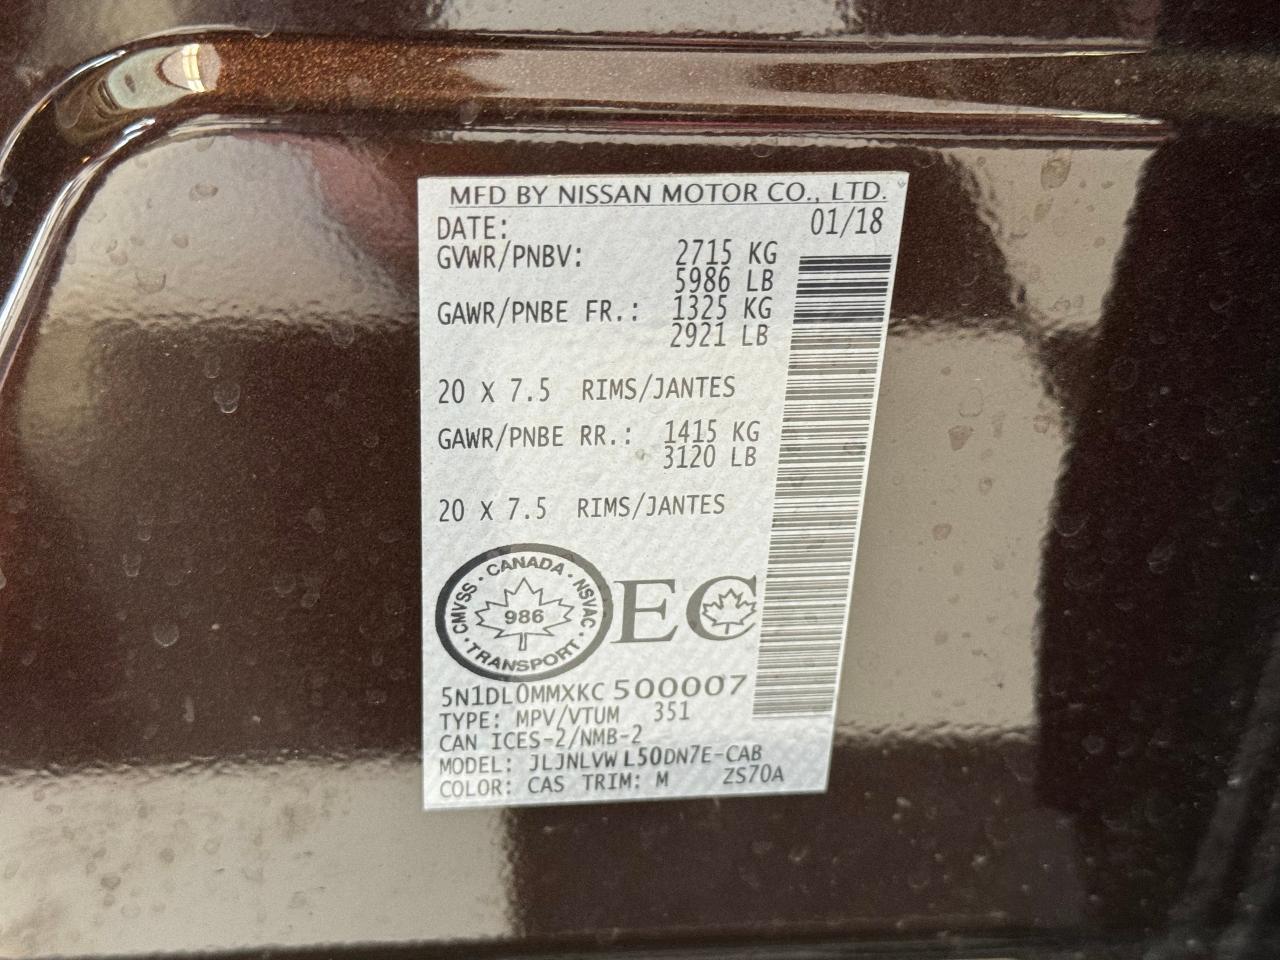 MFD BY NISSAN MOTOR CO., LTD.
DATE: 01/18
GVWR/PNBV: 2715 KG
5986 LB
GAWR/PNBE FR.: 1325 KG
2921 LB
20 X 7.5 RIMS/JANTES
GAWR/PNBE RR.: 1415 KG
3120 LB
20 X 7.5 RIMS/JANTES
CMVSS · CANADA · NSVAC · TRANSPORT ·
986
EC
5N1DL0MMXKC500007
TYPE: MPV/VTUM 351
CAN ICES-2/NMB-2
MODEL: JLJNLVWL50DN7E-CAB
COLOR: CAS TRIM: M ZS70A